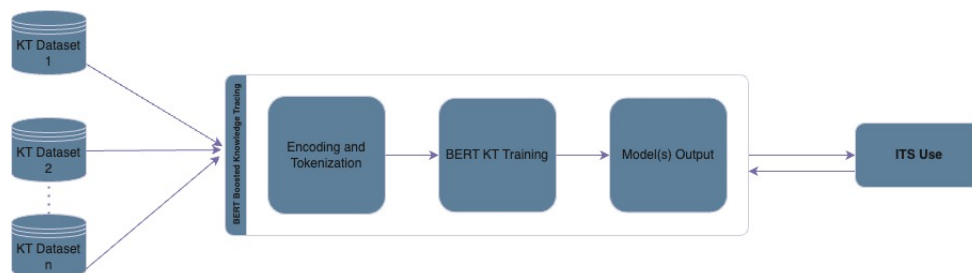 KT Dataset
1
KT Dataset
2
KT Dataset
n
BERT Boosted Knowledge Tracing
Encoding and
Tokenization
BERT KT Training
Model(s) Output
ITS Use